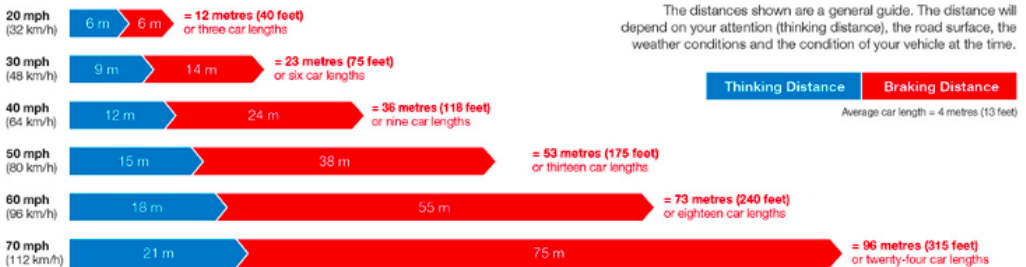 20 mph
(32 km/h)
6 m
6 m
= 12 metres (40 feet)
or three car lengths
The distances shown are a general guide. The distance will
depend on your attention (thinking distance), the road surface, the
weather conditions and the condition of your vehicle at the time.
30 mph
(48 km/h)
9 m
14 m
= 23 metres (75 feet)
or six car lengths
Thinking Distance
Braking Distance
Average car length = 4 metres (13 feet)
40 mph
(64 km/h)
12 m
24 m
= 36 metres (118 feet)
or nine car lengths
50 mph
(80 km/h)
15 m
38 m
= 53 metres (175 feet)
or thirteen car lengths
60 mph
(96 km/h)
18 m
55 m
= 73 metres (240 feet)
or eighteen car lengths
70 mph
(112 km/h)
21 m
75 m
= 96 metres (315 feet)
or twenty-four car lengths